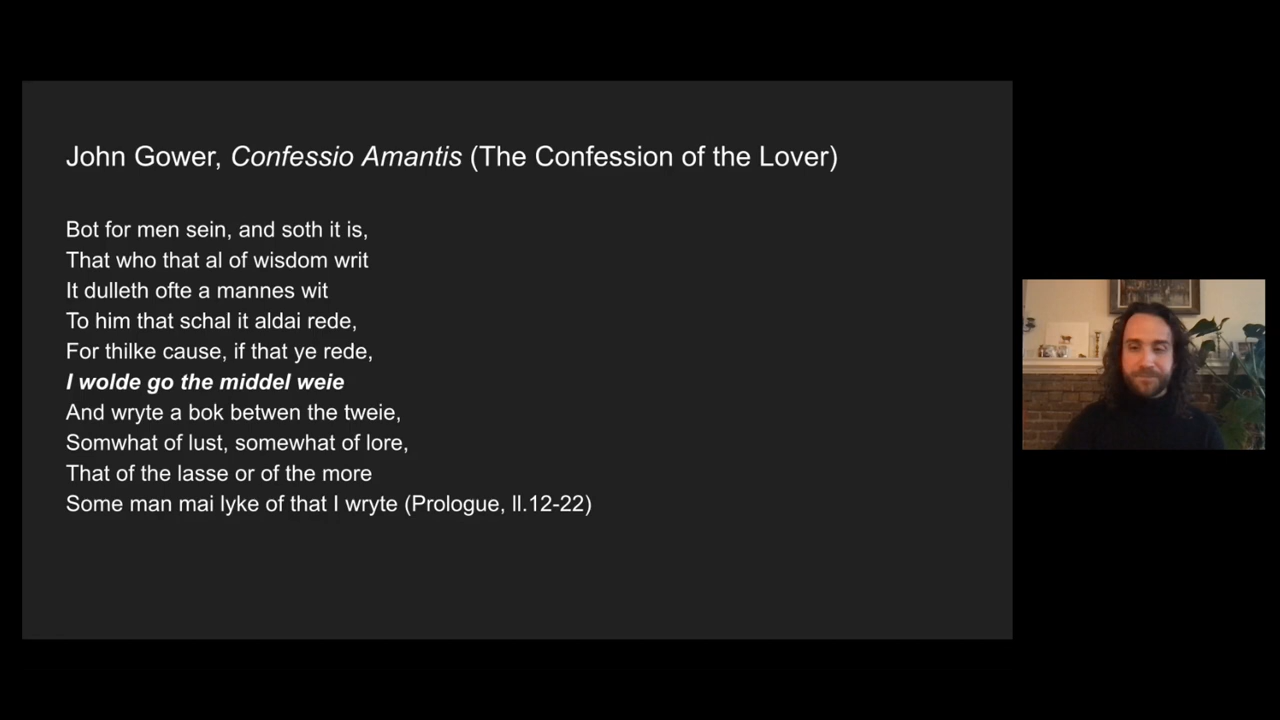 John Gower, Confessio Amantis (The Confession of the Lover)
Bot for men sein, and soth it is,
That who that al of wisdom writ
It dulleth ofte a mannes wit
To him that schal it aldai rede,
For thilke cause, if that ye rede,
I wolde go the middel weie
And wryte a bok betwen the tweie,
Somwhat of lust, somewhat of lore,
That of the lasse or of the more
Some man mai lyke of that I wryte (Prologue, ll.12-22)